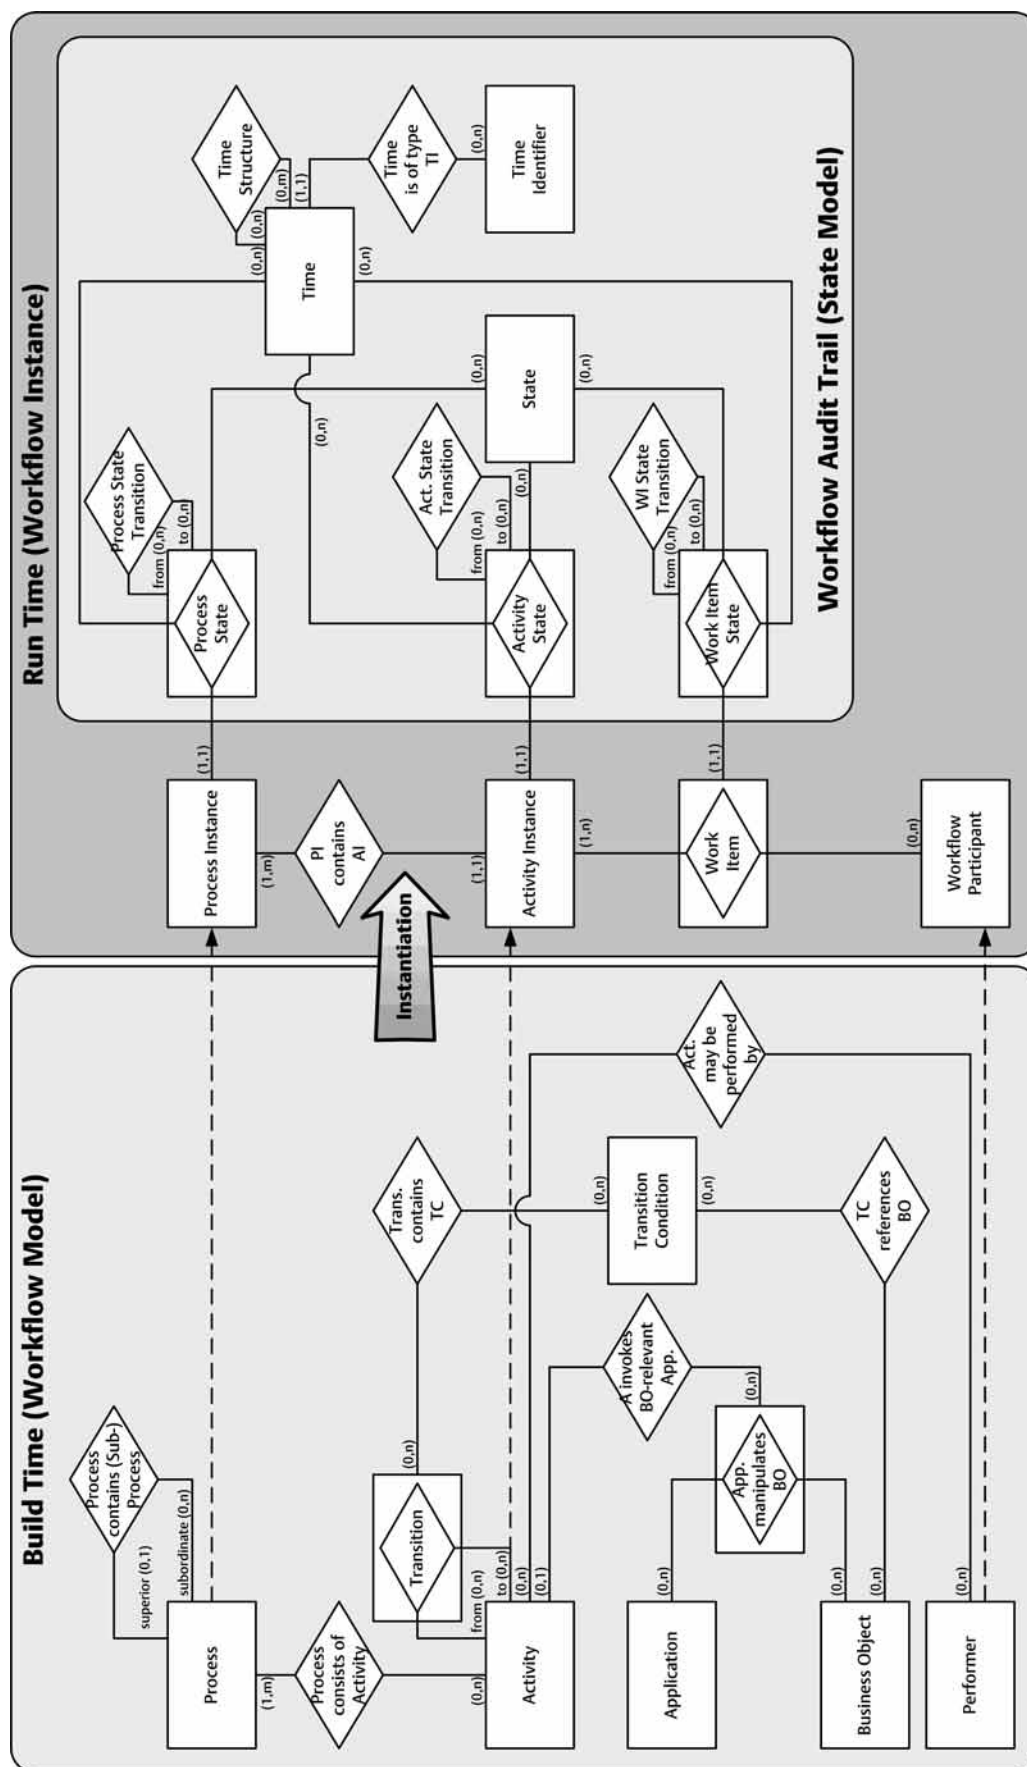 Build Time (Workflow Model)
Process
contains (Sub-)
Process
superior (0,1)
subordinate (0,n)
Process
(1,m)
Process
consists of
Activity
(0,n)
Activity
Transition
from (0,n)
to (0,n)
(0,n)
(0,1)
(0,n)
Trans.
contains
TC
(0,n)
Transition
Condition
(0,n)
TC
references
BO
A invokes
BO-relevant
App.
(0,n)
App.
manipulates
BO
(0,n)
Application
(0,n)
(0,n)
Business Object
(0,n)
Performer
Act.
may be
performed
by
Instantiation
Run Time (Workflow Instance)
Process Instance
(1,1)
(1,m)
PI
contains
AI
(1,1)
Activity Instance
(1,1)
(1,n)
Work
Item
(1,1)
(0,n)
Workflow
Participant
Process State
Transition
from (0,n)
to (0,n)
Process
State
Act. State
Transition
from (0,n)
to (0,n)
Activity
State
(0,n)
WI State
Transition
from (0,n)
to (0,n)
Work Item
State
(0,n)
State
(0,n)
(0,n)
Time
Structure
(0,n)
(0,n)
(0,m)
(1,1)
Time
(0,n)
Time
is of type
TI
(0,n)
Time
Identifier
Workflow Audit Trail (State Model)